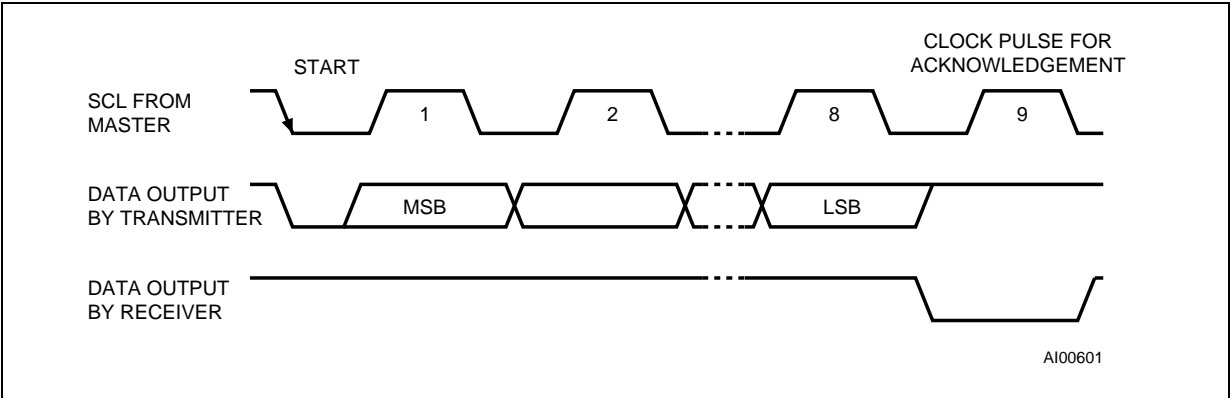 START
CLOCK PULSE FOR
ACKNOWLEDGEMENT
SCL FROM
MASTER
1
2
8
9
DATA OUTPUT
BY TRANSMITTER
MSB
LSB
DATA OUTPUT
BY RECEIVER
AI00601